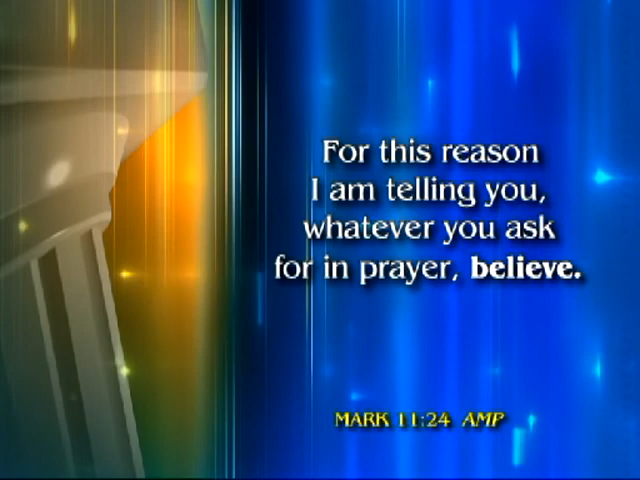 For this reason
I am telling you,
whatever you ask
for in prayer, believe.
MARK 11:24 AMP